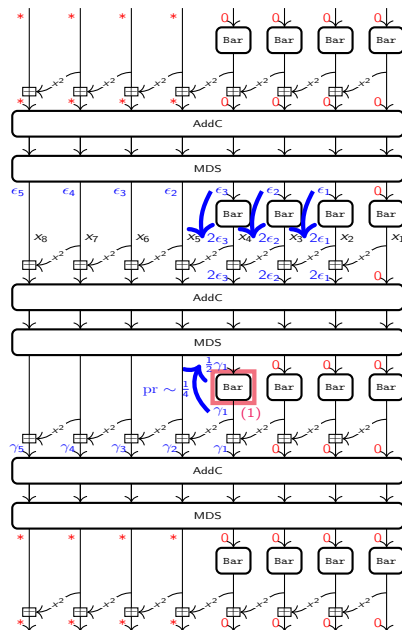 * * * * 0 0 0 0
Bar Bar Bar Bar
x² x² x² x² x² x² x²
* * * * 0 0 0 0
AddC
MDS
ϵ₅ ϵ₄ ϵ₃ ϵ₂ ϵ₃ ϵ₂ ϵ₁ 0
Bar Bar Bar Bar
x₈ x₇ x₆ x₅ 2ϵ₃ x₄ 2ϵ₂ x₃ 2ϵ₁ x₂ x₁
x² x² x² x² x² x² x²
2ϵ₃ 2ϵ₂ 2ϵ₁ 0
AddC
MDS
½γ₁ 0 0 0
pr ∼ ¼ Bar Bar Bar Bar
γ₁ (1)
x² x² x² x² x² x² x²
γ₅ γ₄ γ₃ γ₂ γ₁ 0 0 0
AddC
MDS
* * * * 0 0 0 0
Bar Bar Bar Bar
x² x² x² x² x² x² x²
* * * * 0 0 0 0